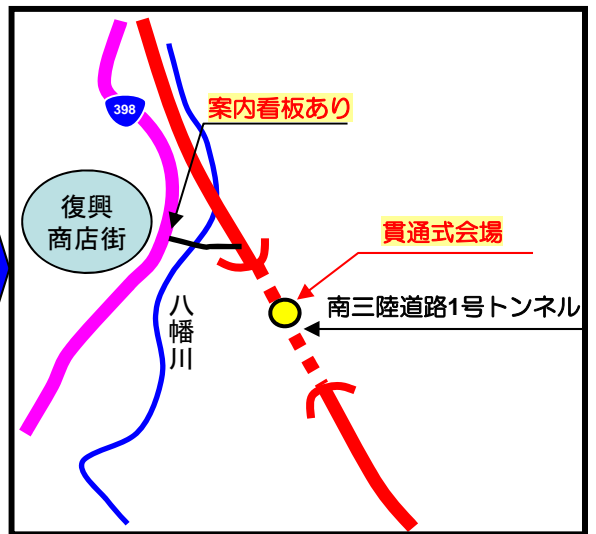 398
案内看板あり
復興
商店街
貫通式会場
南三陸道路1号トンネル
八幡川